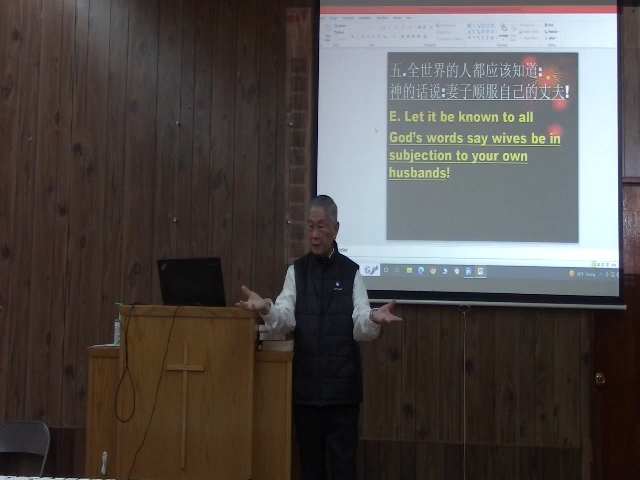 五.全世界的人都应该知道:
神的话说:妻子顺服自己的丈夫!
E. Let it be known to all
God's words say wives be in
subjection to your own
husbands!